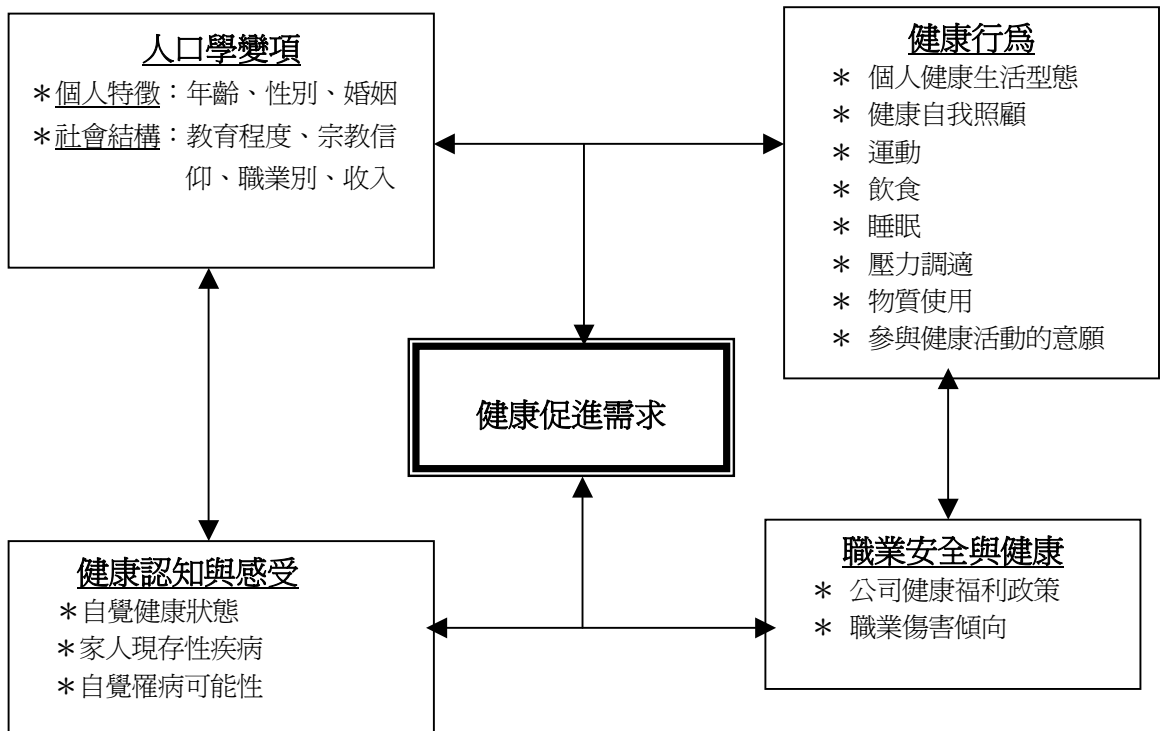 人口學變項
＊個人特徵：年齡、性別、婚姻
＊社會結構：教育程度、宗教信
仰、職業別、收入
健康行為
＊ 個人健康生活型態
＊ 健康自我照顧
＊ 運動
＊ 飲食
＊ 睡眠
＊ 壓力調適
＊ 物質使用
＊ 參與健康活動的意願
健康促進需求
健康認知與感受
＊自覺健康狀態
＊家人現存性疾病
＊自覺罹病可能性
職業安全與健康
＊ 公司健康福利政策
＊ 職業傷害傾向